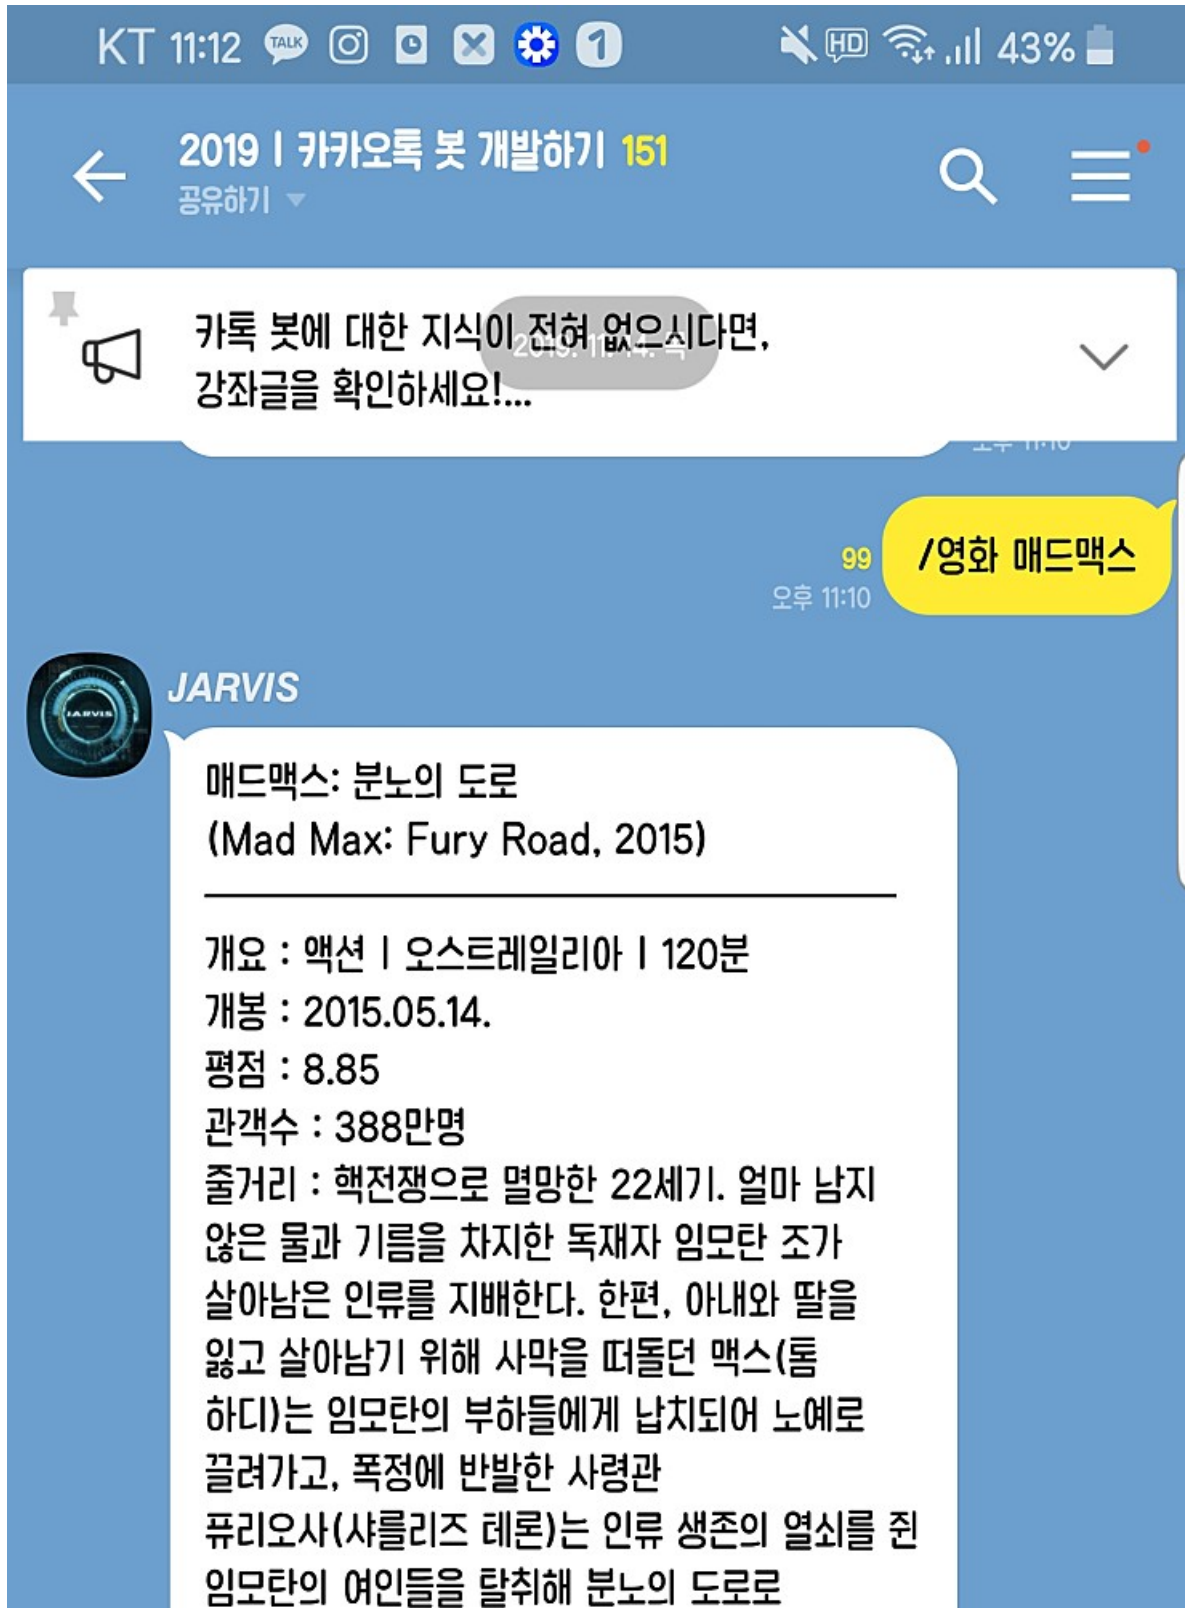 KT 11:12 TALK 1 HD 43%
2019 | 카카오톡 봇 개발하기 151
공유하기
카톡 봇에 대한 지식이 전혀 없으시다면,
2019. 11. 14. 목
강좌글을 확인하세요!...
오후 11:10
/영화 매드맥스
99
오후 11:10
JARVIS
JARVIS
매드맥스: 분노의 도로
(Mad Max: Fury Road, 2015)
개요 : 액션 | 오스트레일리아 | 120분
개봉 : 2015.05.14.
평점 : 8.85
관객수 : 388만명
줄거리 : 핵전쟁으로 멸망한 22세기. 얼마 남지
않은 물과 기름을 차지한 독재자 임모탄 조가
살아남은 인류를 지배한다. 한편, 아내와 딸을
잃고 살아남기 위해 사막을 떠돌던 맥스(톰
하디)는 임모탄의 부하들에게 납치되어 노예로
끌려가고, 폭정에 반발한 사령관
퓨리오사(샤를리즈 테론)는 인류 생존의 열쇠를 쥔
임모탄의 여인들을 탈취해 분노의 도로로